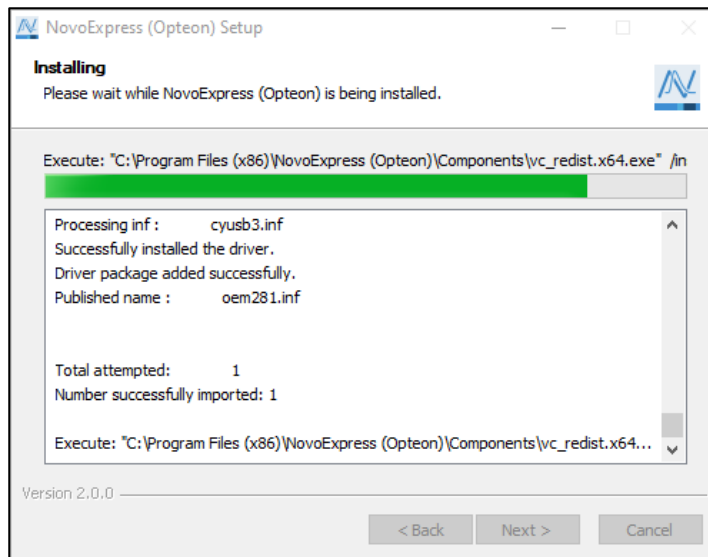 NovoExpress (Opteon) Setup
Installing
Please wait while NovoExpress (Opteon) is being installed.
Execute: "C:\Program Files (x86)\NovoExpress (Opteon)\Components\vc_redist.x64.exe" /in
Processing inf : cyusb3.inf
Successfully installed the driver.
Driver package added successfully.
Published name : oem281.inf
Total attempted: 1
Number successfully imported: 1
Execute: "C:\Program Files (x86)\NovoExpress (Opteon)\Components\vc_redist.x64...
Version 2.0.0
< Back Next > Cancel